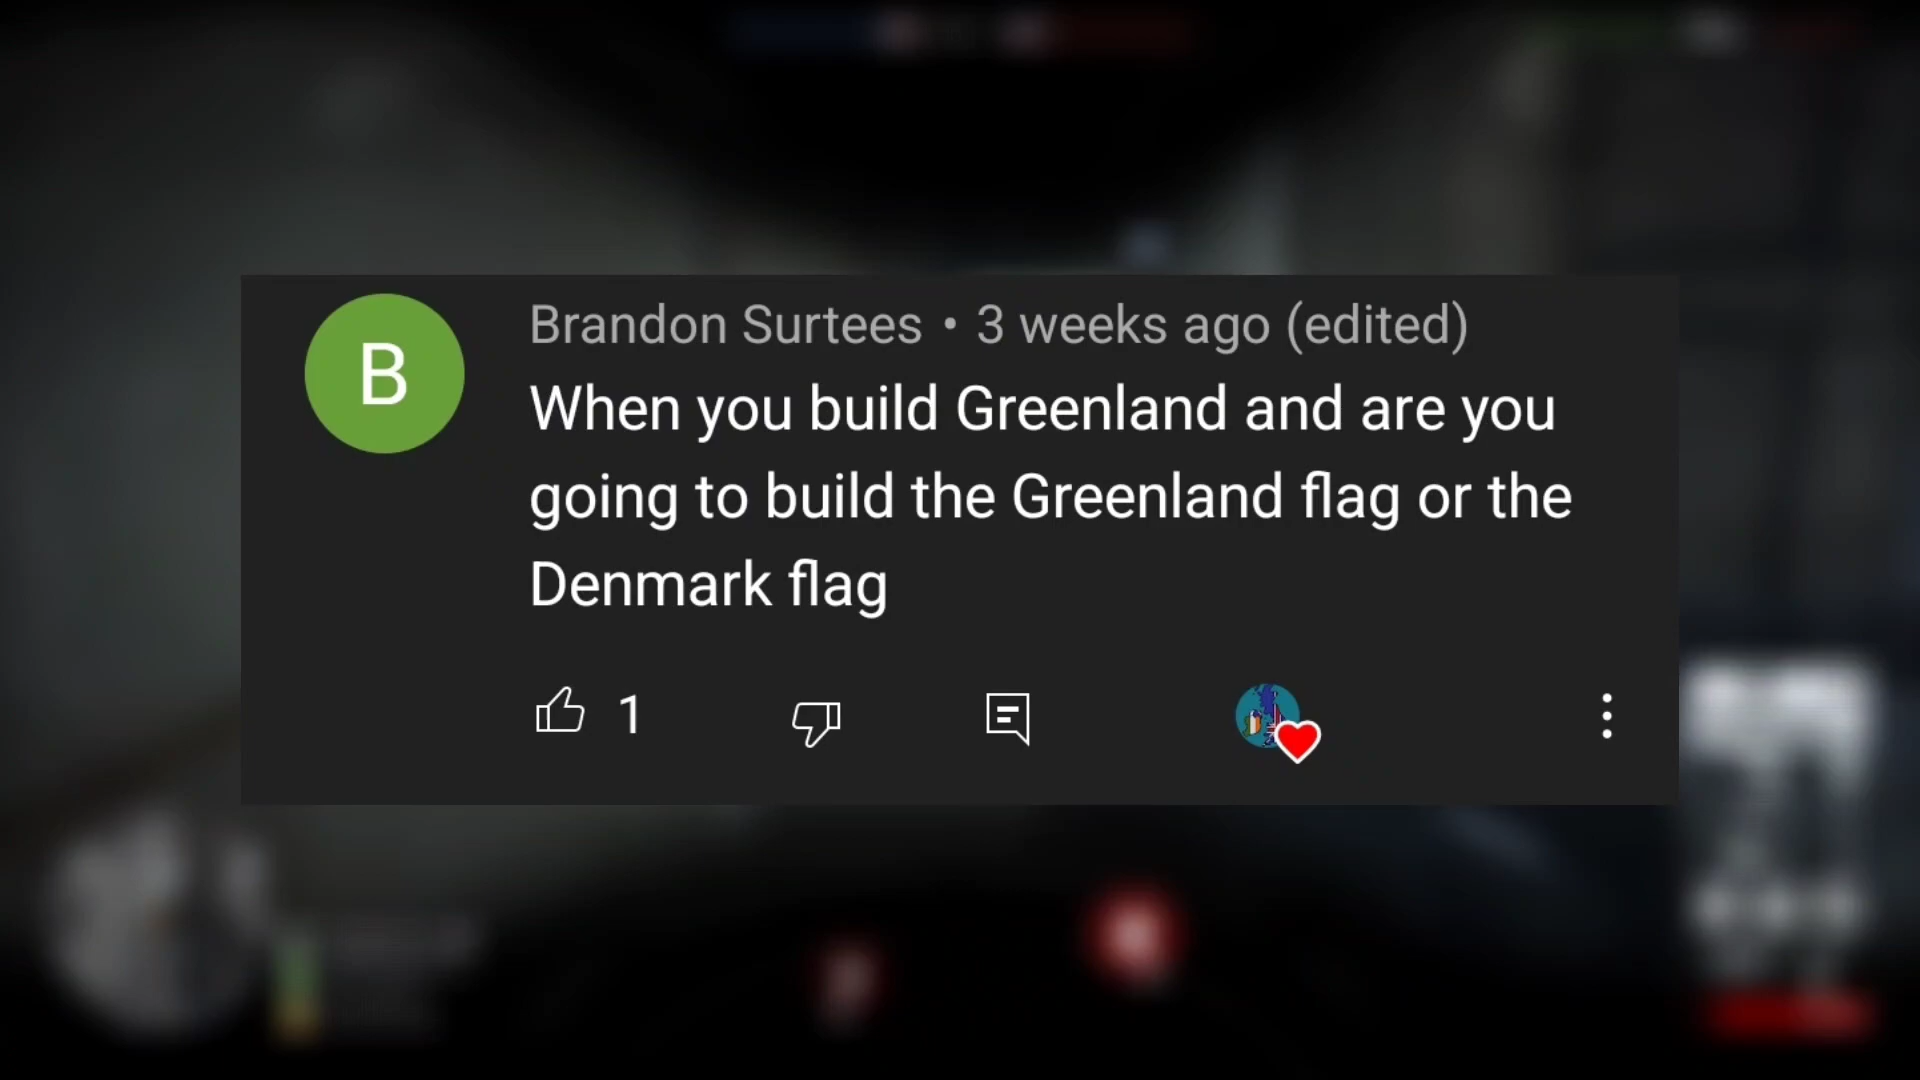 B
Brandon Surtees • 3 weeks ago (edited)
When you build Greenland and are you
going to build the Greenland flag or the
Denmark flag
1